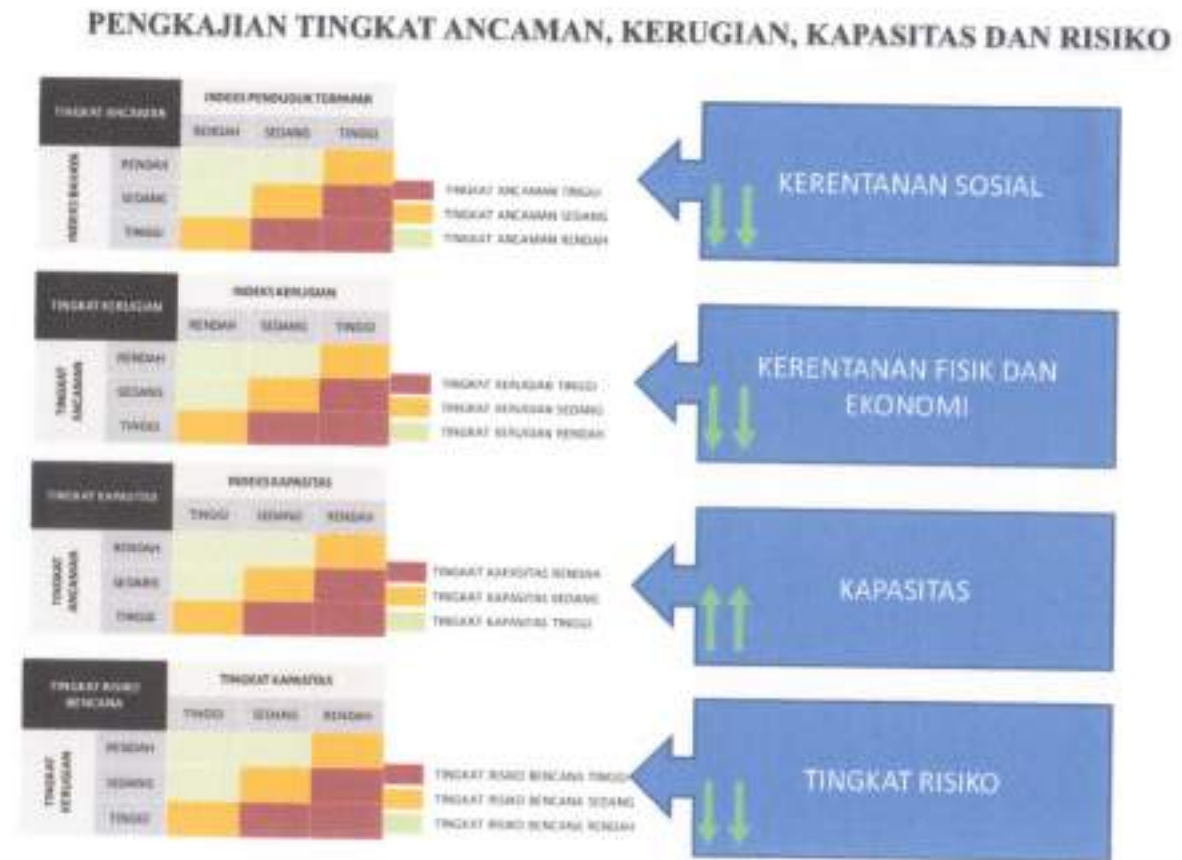 PENGKAJIAN TINGKAT ANCAMAN, KERUGIAN, KAPASITAS DAN RISIKO
TINGKAT ANCAMAN
INDEKS PENDUDUK TERPAPAR
RENDAH SEDANG TINGGI
INDEKS BAHAYA
RENDAH
SEDANG
TINGGI
TINGKAT ANCAMAN TINGGI
TINGKAT ANCAMAN SEDANG
TINGKAT ANCAMAN RENDAH
KERENTANAN SOSIAL
TINGKAT KERUGIAN
INDEKS KERUGIAN
RENDAH SEDANG TINGGI
TINGKAT
ANCAMAN
RENDAH
SEDANG
TINGGI
TINGKAT KERUGIAN TINGGI
TINGKAT KERUGIAN SEDANG
TINGKAT KERUGIAN RENDAH
KERENTANAN FISIK DAN
EKONOMI
TINGKAT KAPASITAS
INDEKS KAPASITAS
TINGGI SEDANG RENDAH
TINGKAT
ANCAMAN
RENDAH
SEDANG
TINGGI
TINGKAT KAPASITAS RENDAH
TINGKAT KAPASITAS SEDANG
TINGKAT KAPASITAS TINGGI
KAPASITAS
TINGKAT RISIKO
BENCANA
TINGKAT KAPASITAS
TINGGI SEDANG RENDAH
TINGKAT
KERUGIAN
RENDAH
SEDANG
TINGGI
TINGKAT RISIKO BENCANA TINGGI
TINGKAT RISIKO BENCANA SEDANG
TINGKAT RISIKO BENCANA RENDAH
TINGKAT RISIKO